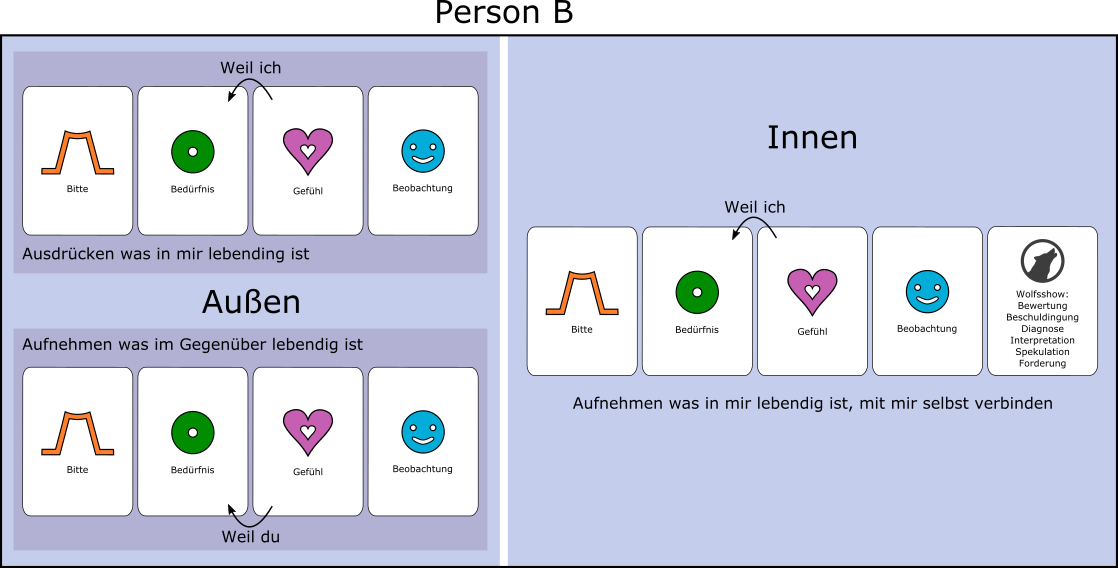 Person B
Weil ich
Bitte
Bedürfnis
Gefühl
Beobachtung
Ausdrücken was in mir lebending ist
Außen
Aufnehmen was im Gegenüber lebendig ist
Bitte
Bedürfnis
Gefühl
Beobachtung
Weil du
Innen
Weil ich
Bitte
Bedürfnis
Gefühl
Beobachtung
Wolfsshow:
Bewertung
Beschuldingung
Diagnose
Interpretation
Spekulation
Forderung
Aufnehmen was in mir lebendig ist, mit mir selbst verbinden